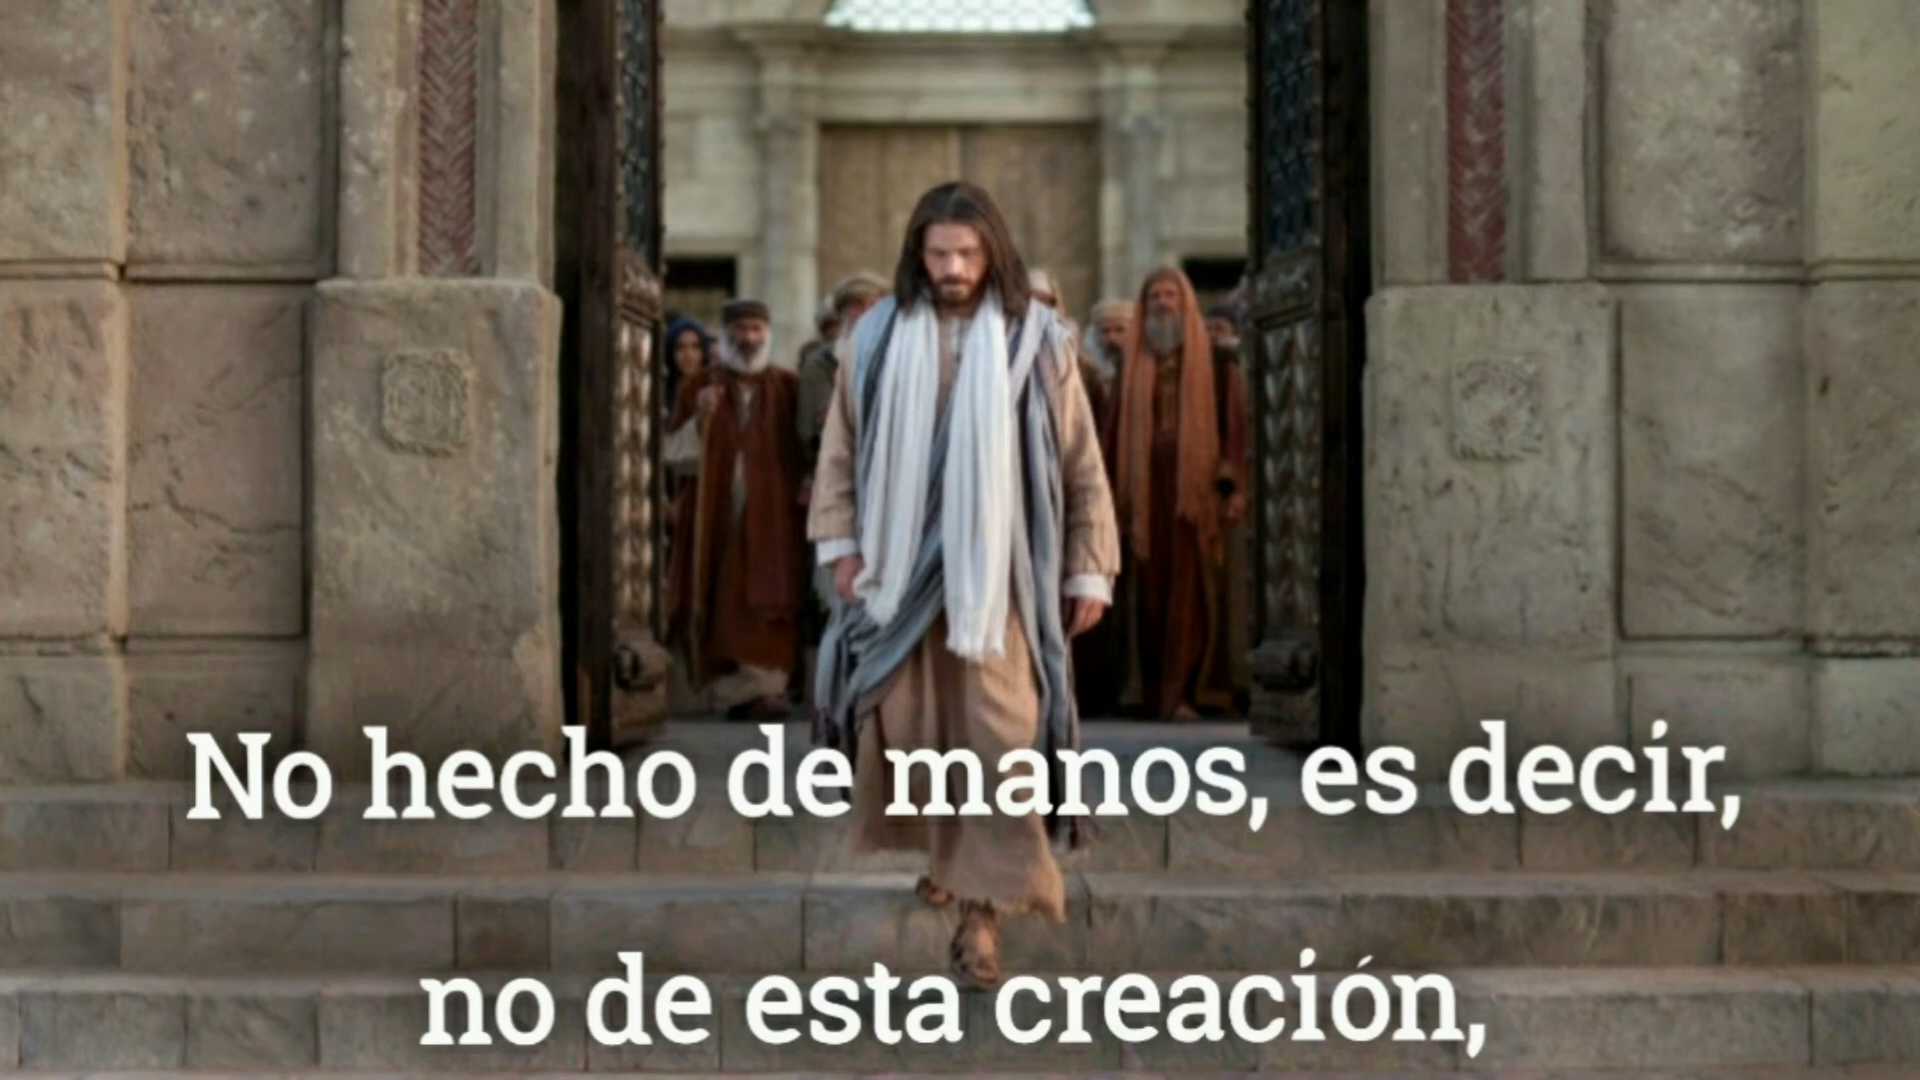 No hecho de manos, es decir,
no de esta creación,